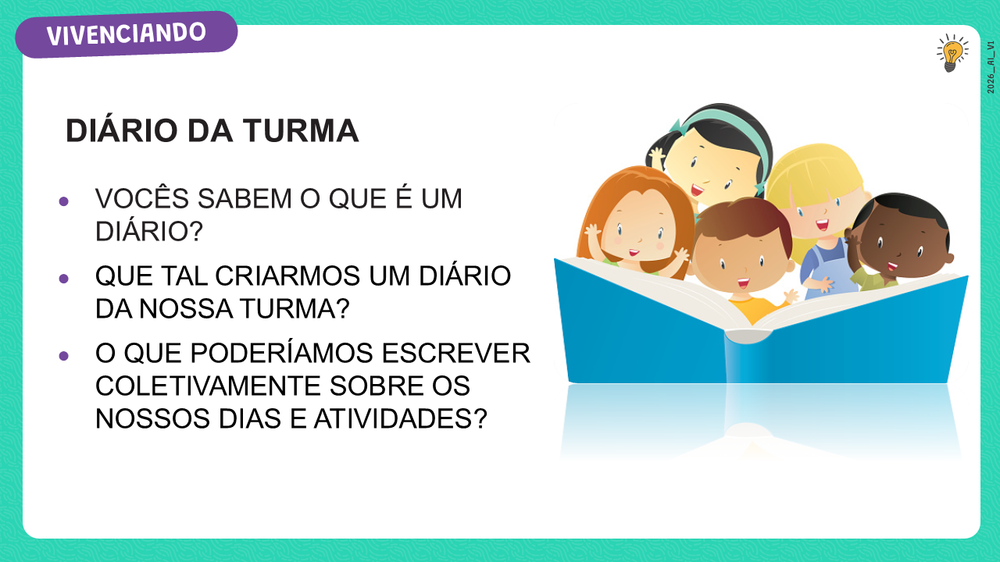 VIVENCIANDO
2026_AI_V1
DIÁRIO DA TURMA
VOCÊS SABEM O QUE É UM
DIÁRIO?
QUE TAL CRIARMOS UM DIÁRIO
DA NOSSA TURMA?
O QUE PODERÍAMOS ESCREVER
COLETIVAMENTE SOBRE OS
NOSSOS DIAS E ATIVIDADES?